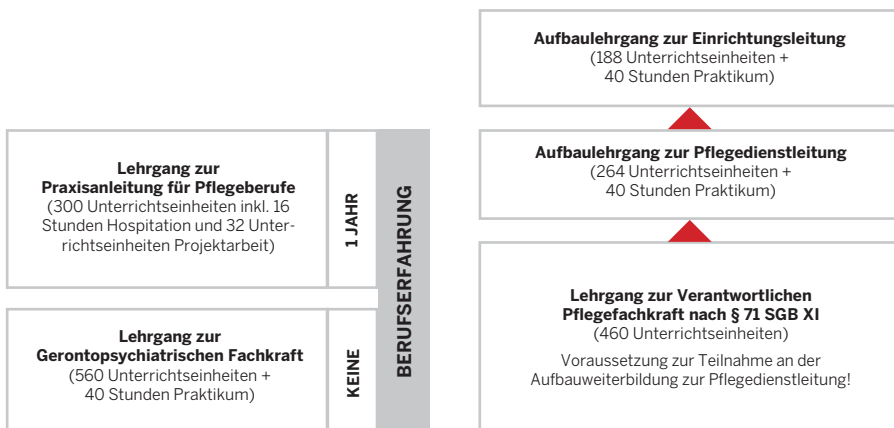 Lehrgang zur
Praxisanleitung für Pflegeberufe
(300 Unterrichtseinheiten inkl. 16
Stunden Hospitation und 32 Unter-
richtseinheiten Projektarbeit)
1 JAHR
Lehrgang zur
Gerontopsychiatrischen Fachkraft
(560 Unterrichtseinheiten +
40 Stunden Praktikum)
KEINE
BERUFSERFAHRUNG
Aufbaulehrgang zur Einrichtungsleitung
(188 Unterrichtseinheiten +
40 Stunden Praktikum)
Aufbaulehrgang zur Pflegedienstleitung
(264 Unterrichtseinheiten +
40 Stunden Praktikum)
Lehrgang zur Verantwortlichen
Pflegefachkraft nach § 71 SGB XI
(460 Unterrichtseinheiten)
Voraussetzung zur Teilnahme an der
Aufbauweiterbildung zur Pflegedienstleitung!